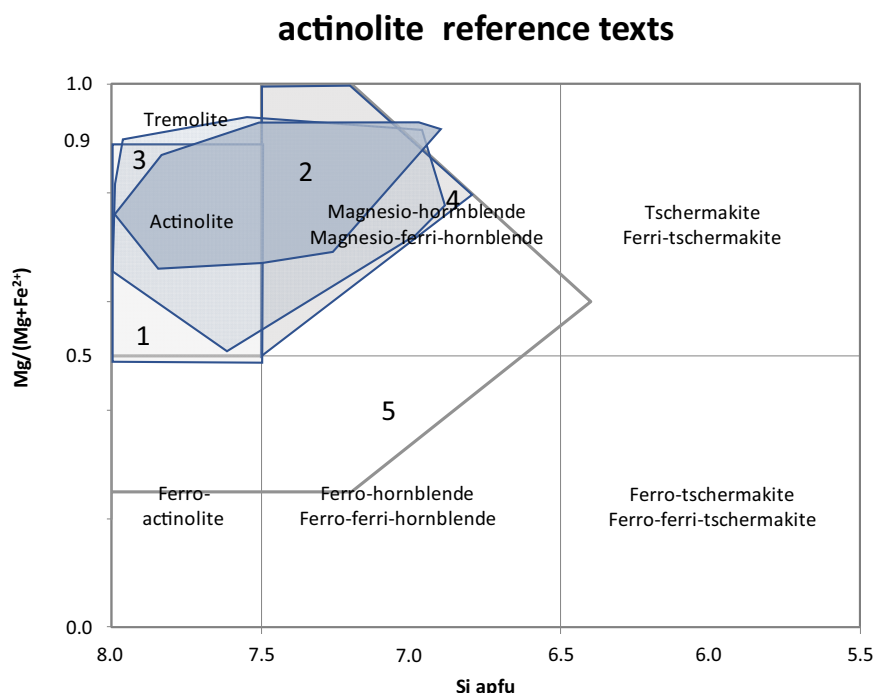 actinolite reference texts
1.0
Tremolite
0.9
3
2
4
Actinolite
Magnesio-hornblende
Magnesio-ferri-hornblende
Tschermakite
Ferri-tschermakite
Mg/(Mg+Fe²⁺)
1
0.5
5
Ferro-
actinolite
Ferro-hornblende
Ferro-ferri-hornblende
Ferro-tschermakite
Ferro-ferri-tschermakite
0.0
8.0 7.5 7.0 6.5 6.0 5.5
Si apfu